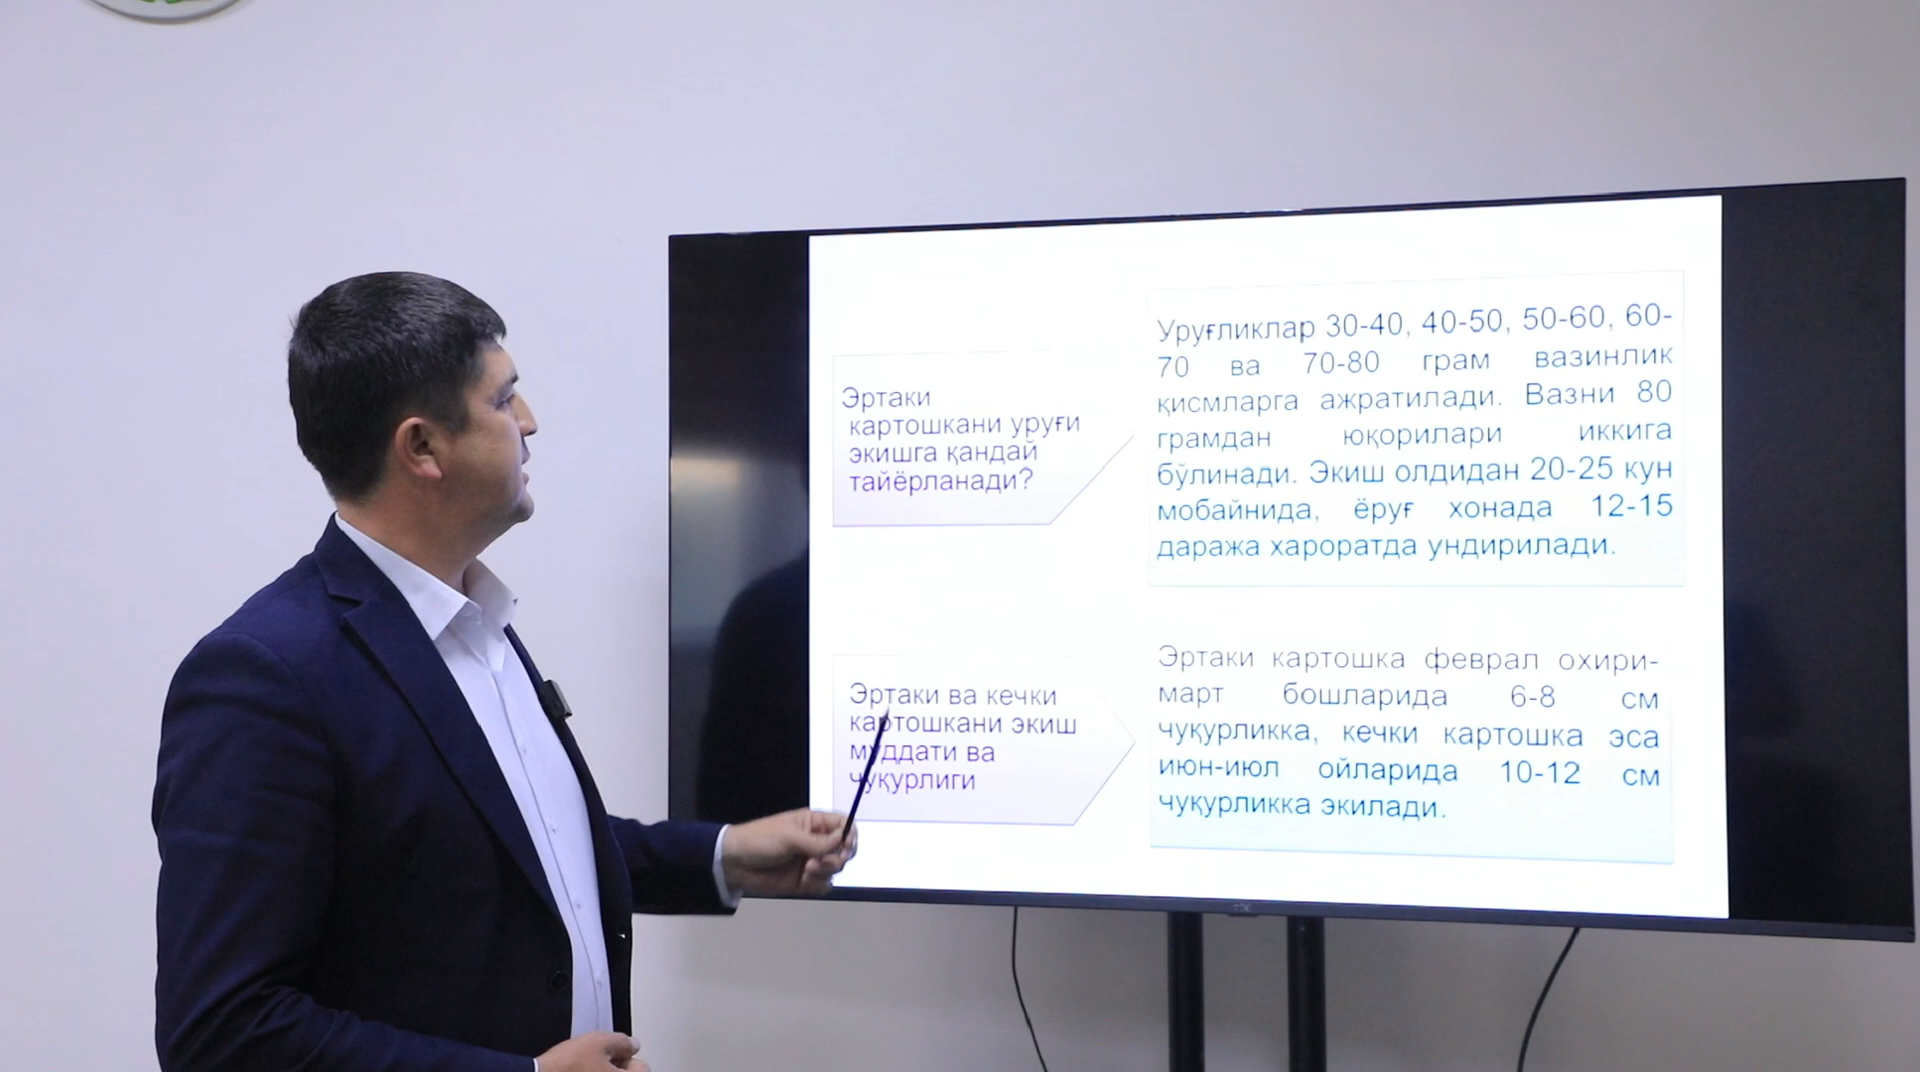 Эртаки
картошкани уруғи
экишга қандай
тайёрланади?
Уруғликлар 30-40, 40-50, 50-60, 60-
70 ва 70-80 грам вазинлик
қисмларга ажратилади. Вазни 80
грамдан юқорилари иккига
бўлинади. Экиш олдидан 20-25 кун
мобайнида, ёруғ хонада 12-15
даража хароратда ундирилади.
Эртаки ва кечки
картошкани экиш
муддати ва
чуқурлиги
Эртаки картошка феврал охири-
март бошларида 6-8 см
чуқурликка, кечки картошка эса
июн-июл ойларида 10-12 см
чуқурликка экилади.